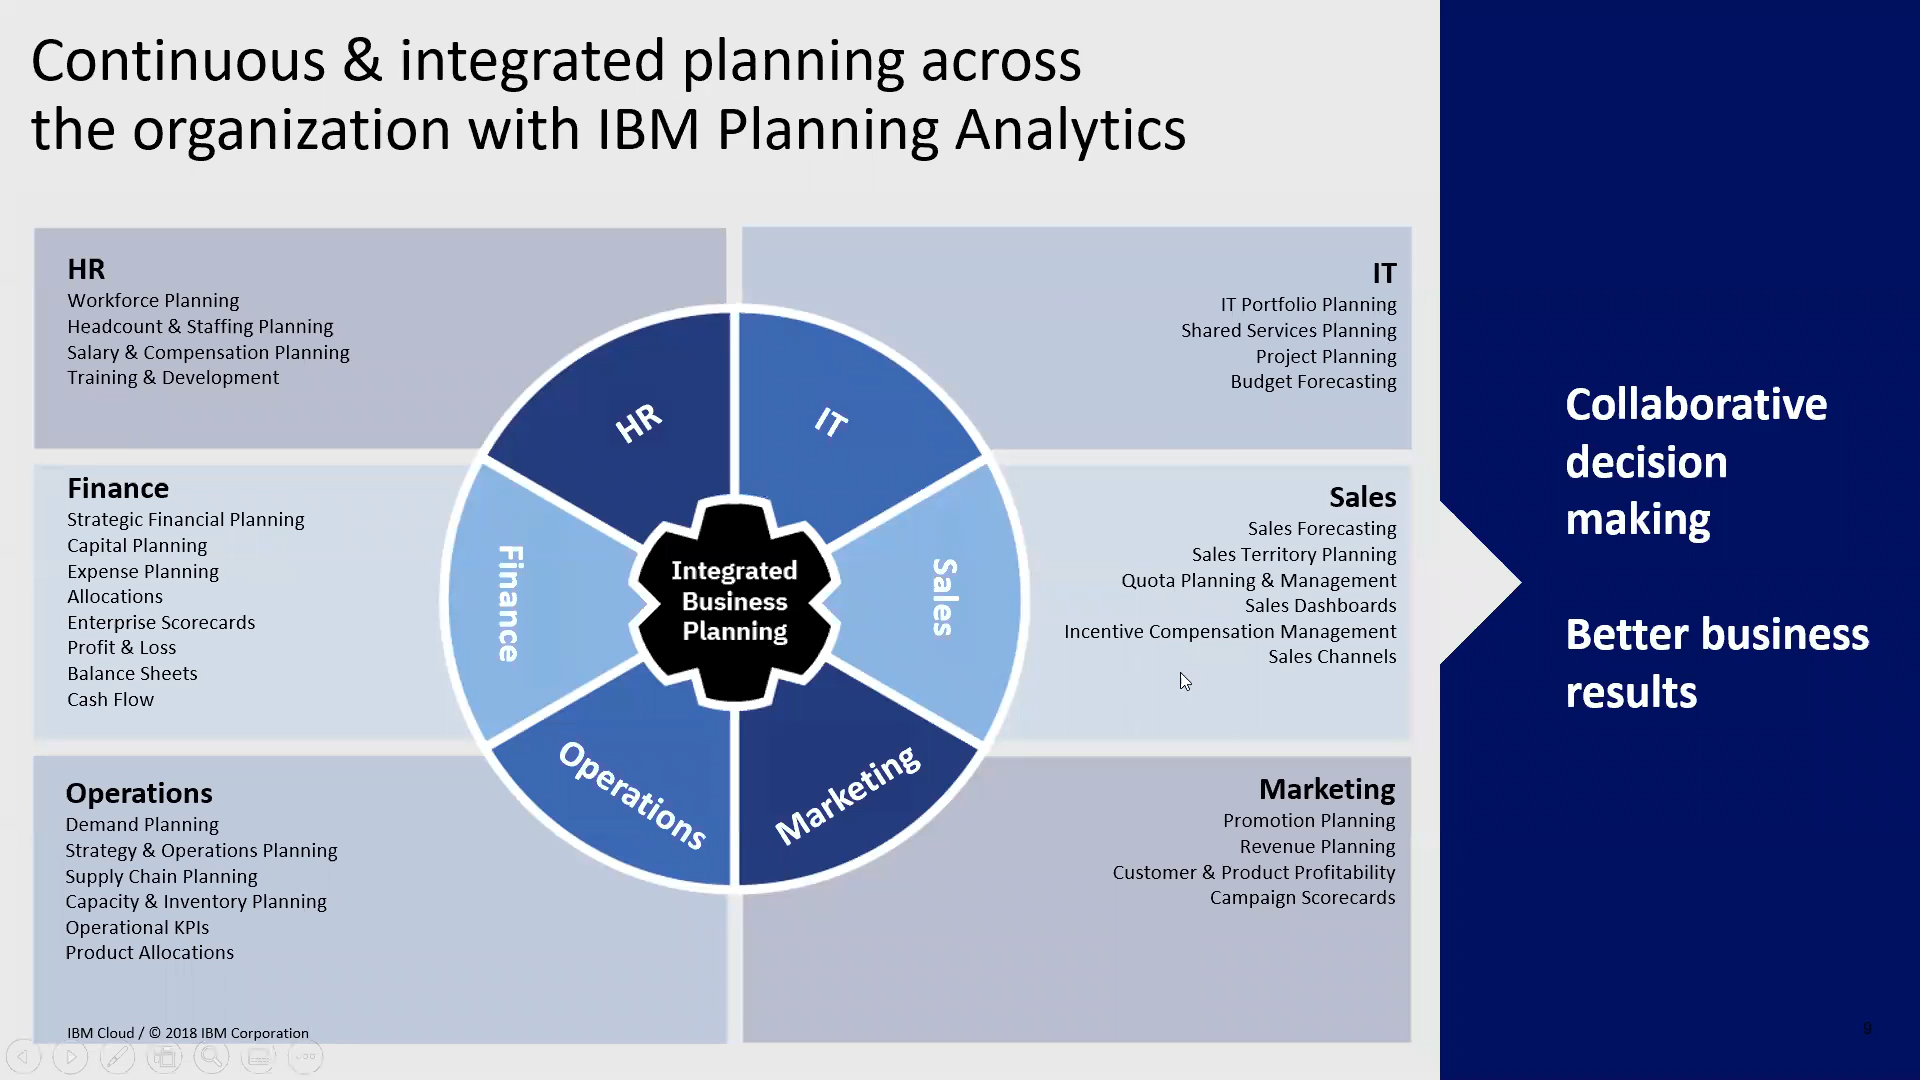 Continuous & integrated planning across
the organization with IBM Planning Analytics
HR
Workforce Planning
Headcount & Staffing Planning
Salary & Compensation Planning
Training & Development
IT
IT Portfolio Planning
Shared Services Planning
Project Planning
Budget Forecasting
Finance
Strategic Financial Planning
Capital Planning
Expense Planning
Allocations
Enterprise Scorecards
Profit & Loss
Balance Sheets
Cash Flow
Sales
Sales Forecasting
Sales Territory Planning
Quota Planning & Management
Sales Dashboards
Incentive Compensation Management
Sales Channels
Operations
Demand Planning
Strategy & Operations Planning
Supply Chain Planning
Capacity & Inventory Planning
Operational KPIs
Product Allocations
Marketing
Promotion Planning
Revenue Planning
Customer & Product Profitability
Campaign Scorecards
HR
IT
Finance
Sales
Operations
Marketing
Integrated
Business
Planning
Collaborative
decision
making
Better business
results
IBM Cloud / © 2018 IBM Corporation
9